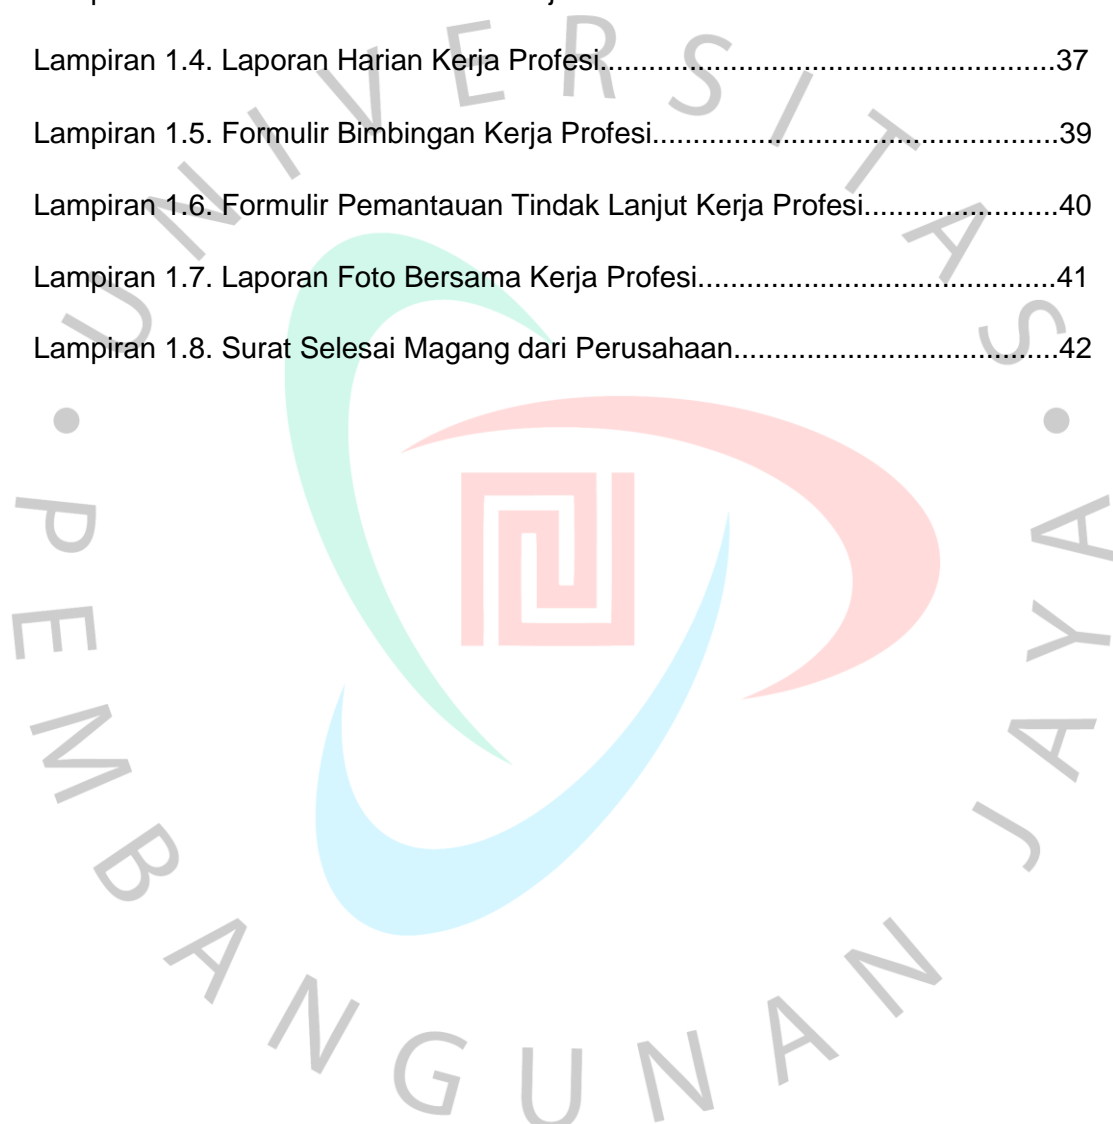 Lampiran 1.4. Laporan Harian Kerja Profesi.......................................................37
Lampiran 1.5. Formulir Bimbingan Kerja Profesi..................................................39
Lampiran 1.6. Formulir Pemantauan Tindak Lanjut Kerja Profesi........................40
Lampiran 1.7. Laporan Foto Bersama Kerja Profesi............................................41
Lampiran 1.8. Surat Selesai Magang dari Perusahaan........................................42
UNIVERSITAS
PEMBANGUNAN JAYA